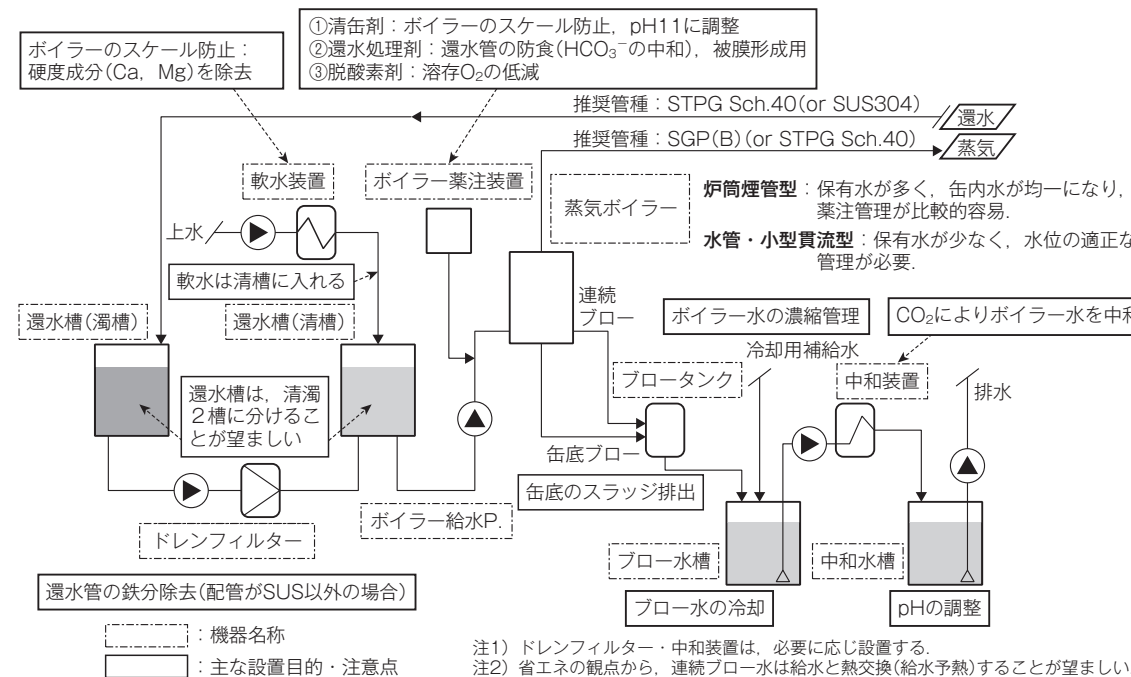 ボイラーのスケール防止：
硬度成分(Ca，Mg)を除去
①清缶剤：ボイラーのスケール防止，pH11に調整
②還水処理剤：還水管の防食(HCO₃⁻の中和)，被膜形成用
③脱酸素剤：溶存O₂の低減
推奨管種：STPG Sch.40(or SUS304)
還水
推奨管種：SGP(B)(or STPG Sch.40)
蒸気
軟水装置
ボイラー薬注装置
蒸気ボイラー
炉筒煙管型：保有水が多く，缶内水が均一になり，
薬注管理が比較的容易．
水管・小型貫流型：保有水が少なく，水位の適正な
管理が必要．
上水
軟水は清槽に入れる
還水槽(濁槽)
還水槽(清槽)
連続
ブロー
ボイラー水の濃縮管理
CO₂によりボイラー水を中和
冷却用補給水
ブロータンク
中和装置
排水
還水槽は，清濁
2槽に分けるこ
とが望ましい
缶底ブロー
缶底のスラッジ排出
ボイラー給水P.
ドレンフィルター
ブロー水槽
中和水槽
還水管の鉄分除去(配管がSUS以外の場合)
ブロー水の冷却
pHの調整
：機器名称
：主な設置目的・注意点
注1）ドレンフィルター・中和装置は，必要に応じ設置する．
注2）省エネの観点から，連続ブロー水は給水と熱交換(給水予熱)することが望ましい